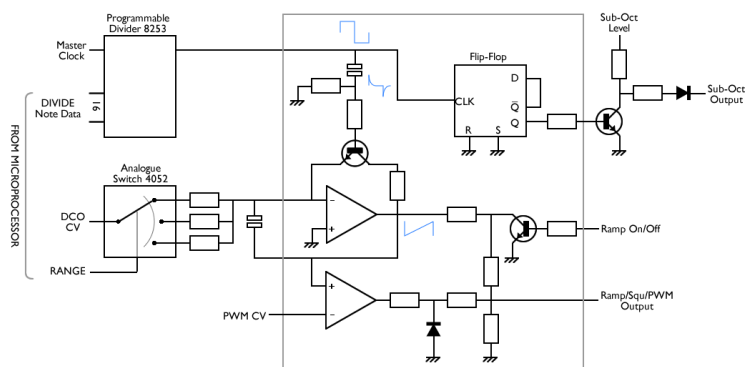 Programmable
Divider 8253
Sub-Oct
Level
Master
Clock
Flip-Flop
D
Sub-Oct
Output
DIVIDE
Note Data
16
CLK
Q
Q
R
S
FROM MICROPROCESSOR
Analogue
Switch 4052
DCO
CV
-
+
Ramp On/Off
RANGE
+
-
PWM CV
Ramp/Squ/PWM
Output